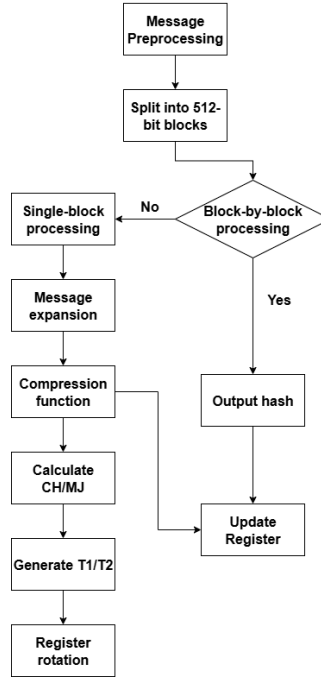 Message
Preprocessing
Split into 512-
bit blocks
Block-by-block
processing
No
Single-block
processing
Message
expansion
Yes
Compression
function
Output hash
Calculate
CH/MJ
Update
Register
Generate T1/T2
Register
rotation